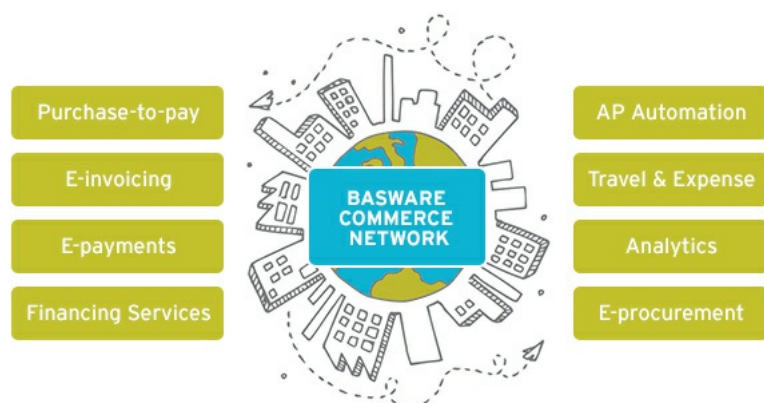 Purchase-to-pay
E-invoicing
E-payments
Financing Services
BASWARE
COMMERCE
NETWORK
AP Automation
Travel & Expense
Analytics
E-procurement